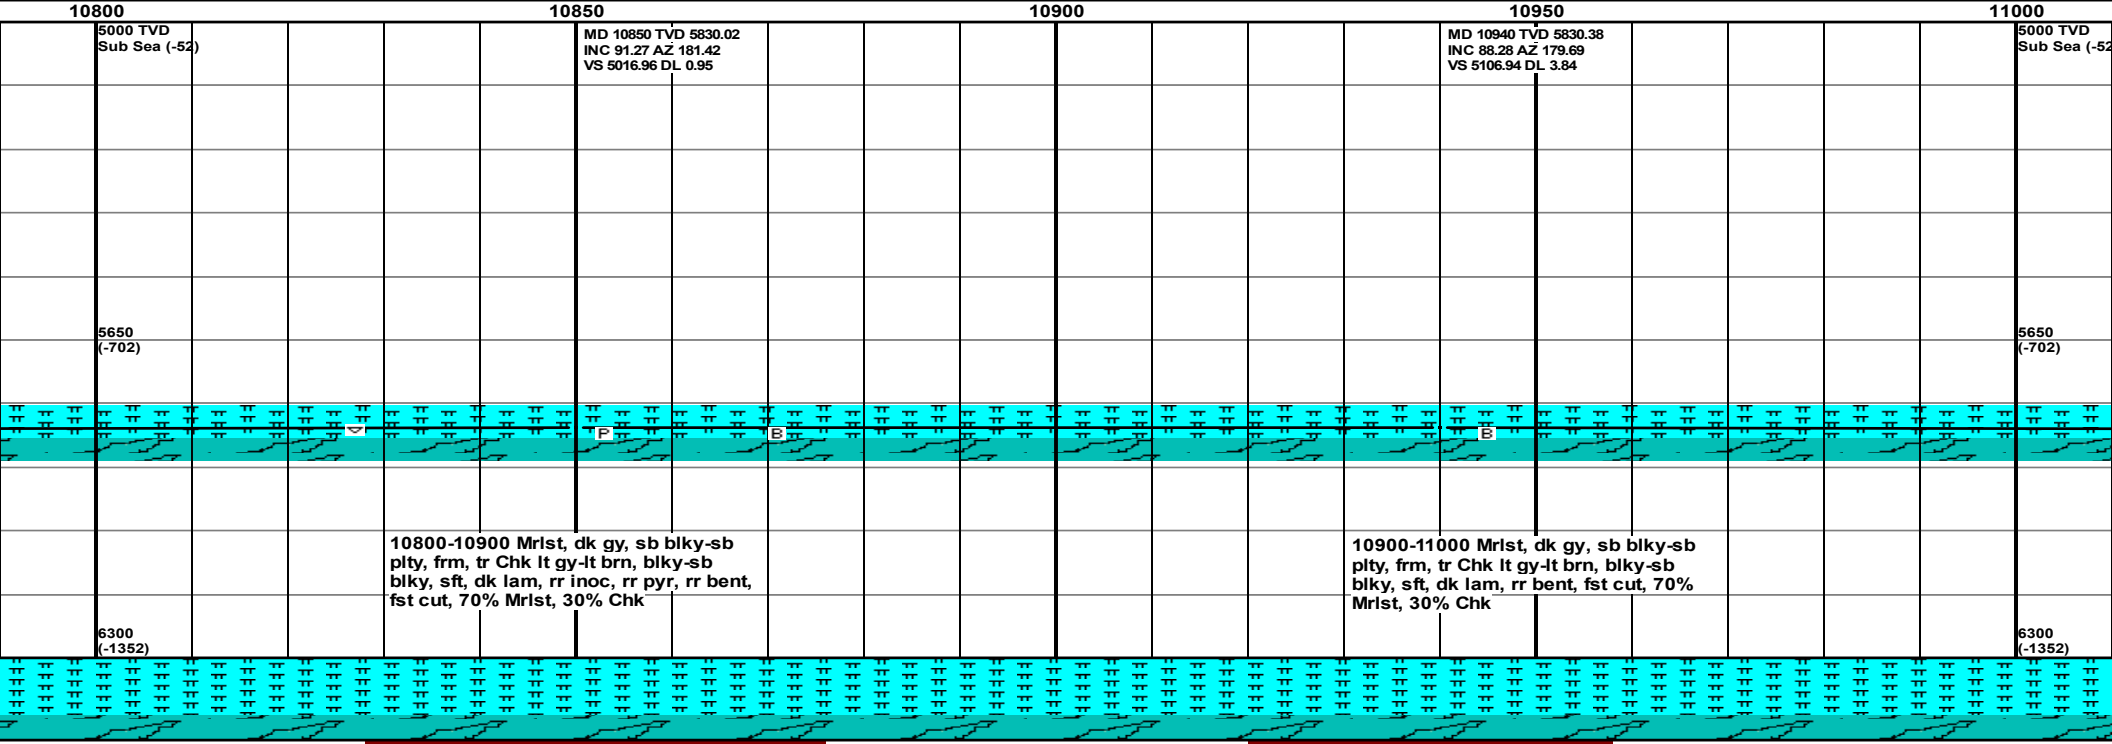 10800 10850 10900 10950 11000
5000 TVD
Sub Sea (-52)
MD 10850 TVD 5830.02
INC 91.27 AZ 181.42
VS 5016.96 DL 0.95
MD 10940 TVD 5830.38
INC 88.28 AZ 179.69
VS 5106.94 DL 3.84
5000 TVD
Sub Sea (-52
5650
(-702)
5650
(-702)
P
B
B
10800-10900 Mrlst, dk gy, sb blky-sb
plty, frm, tr Chk lt gy-lt brn, blky-sb
blky, sft, dk lam, rr inoc, rr pyr, rr bent,
fst cut, 70% Mrlst, 30% Chk
10900-11000 Mrlst, dk gy, sb blky-sb
plty, frm, tr Chk lt gy-lt brn, blky-sb
blky, sft, dk lam, rr bent, fst cut, 70%
Mrlst, 30% Chk
6300
(-1352)
6300
(-1352)